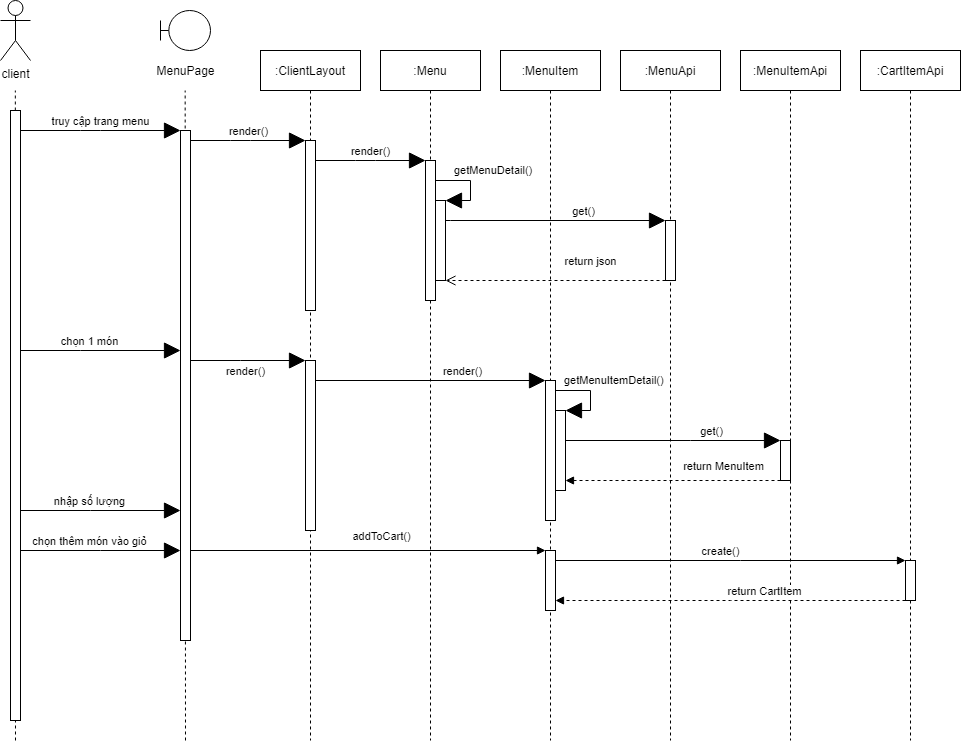 client
MenuPage
:ClientLayout
:Menu
:MenuItem
:MenuApi
:MenuItemApi
:CartItemApi
truy cập trang menu
render()
render()
getMenuDetail()
get()
return json
chọn 1 món
render()
render()
getMenuItemDetail()
get()
return MenuItem
nhập số lượng
chọn thêm món vào giỏ
addToCart()
create()
return CartItem